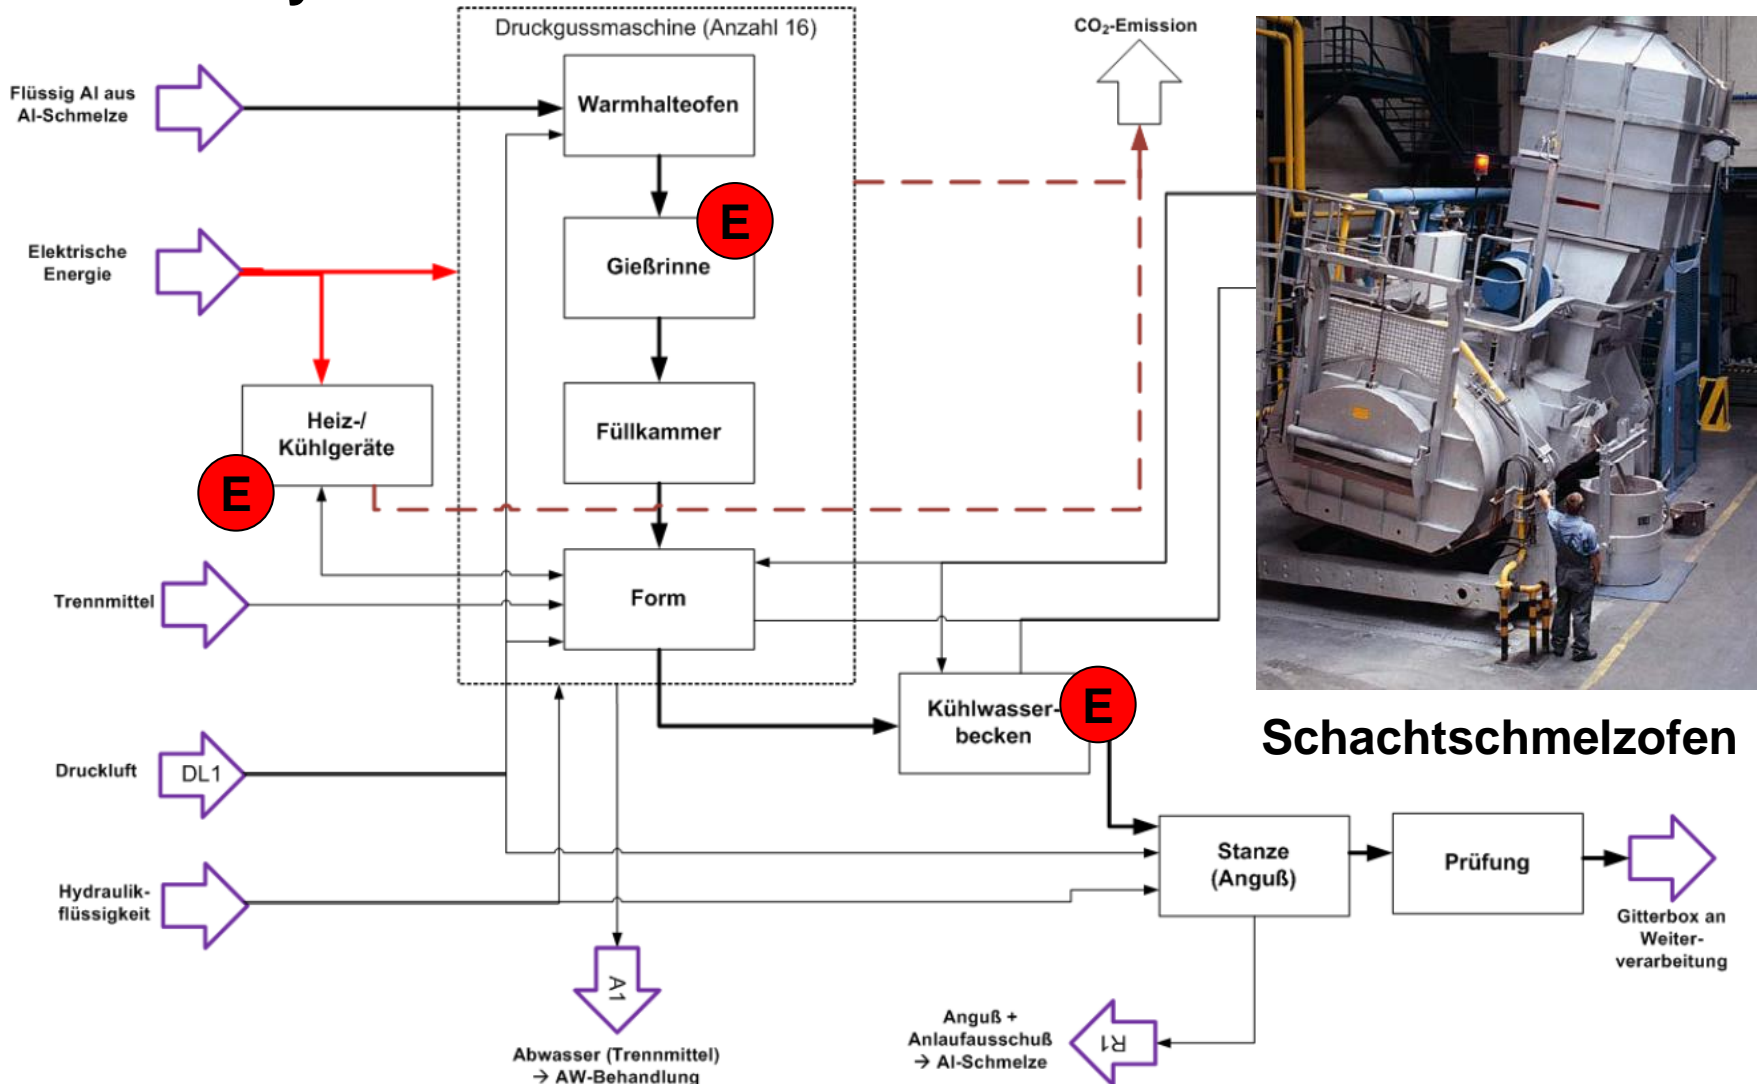 Druckgussmaschine (Anzahl 16)
CO₂-Emission
Flüssig Al aus
Al-Schmelze
Warmhalteofen
E
Gießrinne
Elektrische
Energie
Heiz-/
Kühlgeräte
E
Füllkammer
Trennmittel
Form
Kühlwasser-
becken
E
Schachtschmelzofen
Druckluft
DL1
Stanze
(Anguß)
Prüfung
Hydraulik-
flüssigkeit
Gitterbox an
Weiter-
verarbeitung
A1
Abwasser (Trennmittel)
→ AW-Behandlung
Anguß +
Anlaufausschuß
→ Al-Schmelze
R1